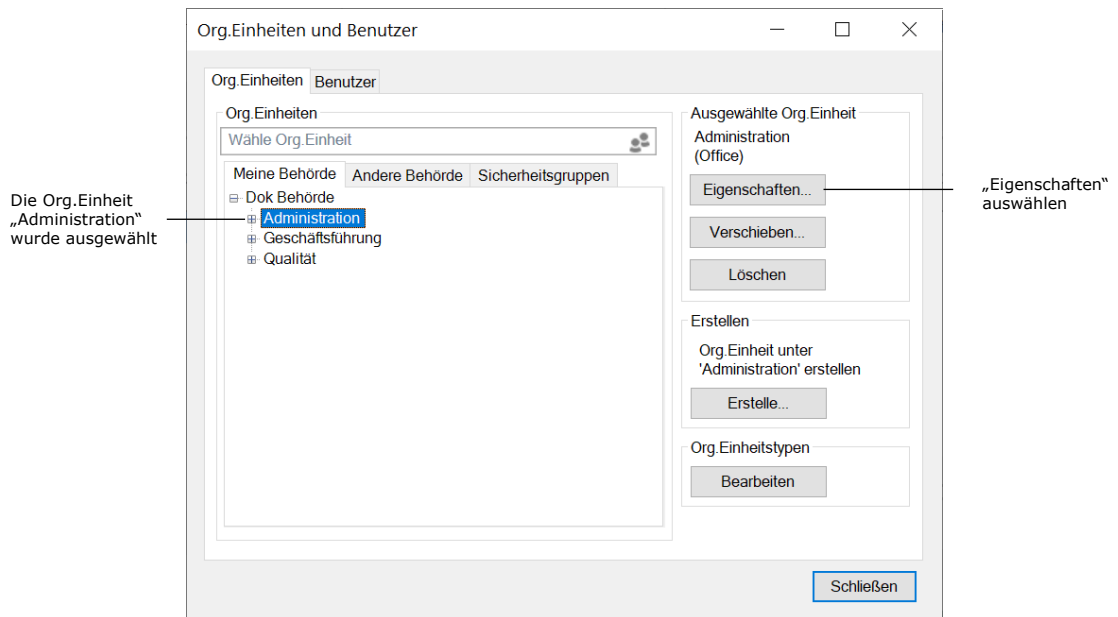 Org.Einheiten und Benutzer
Org.Einheiten Benutzer
Org.Einheiten
Wähle Org.Einheit
Meine Behörde Andere Behörde Sicherheitsgruppen
Dok Behörde
Administration
Geschäftsführung
Qualität
Die Org.Einheit
„Administration“
wurde ausgewählt
Ausgewählte Org.Einheit
Administration
(Office)
Eigenschaften...
Verschieben...
Löschen
„Eigenschaften“
auswählen
Erstellen
Org.Einheit unter
'Administration' erstellen
Erstelle...
Org.Einheitstypen
Bearbeiten
Schließen